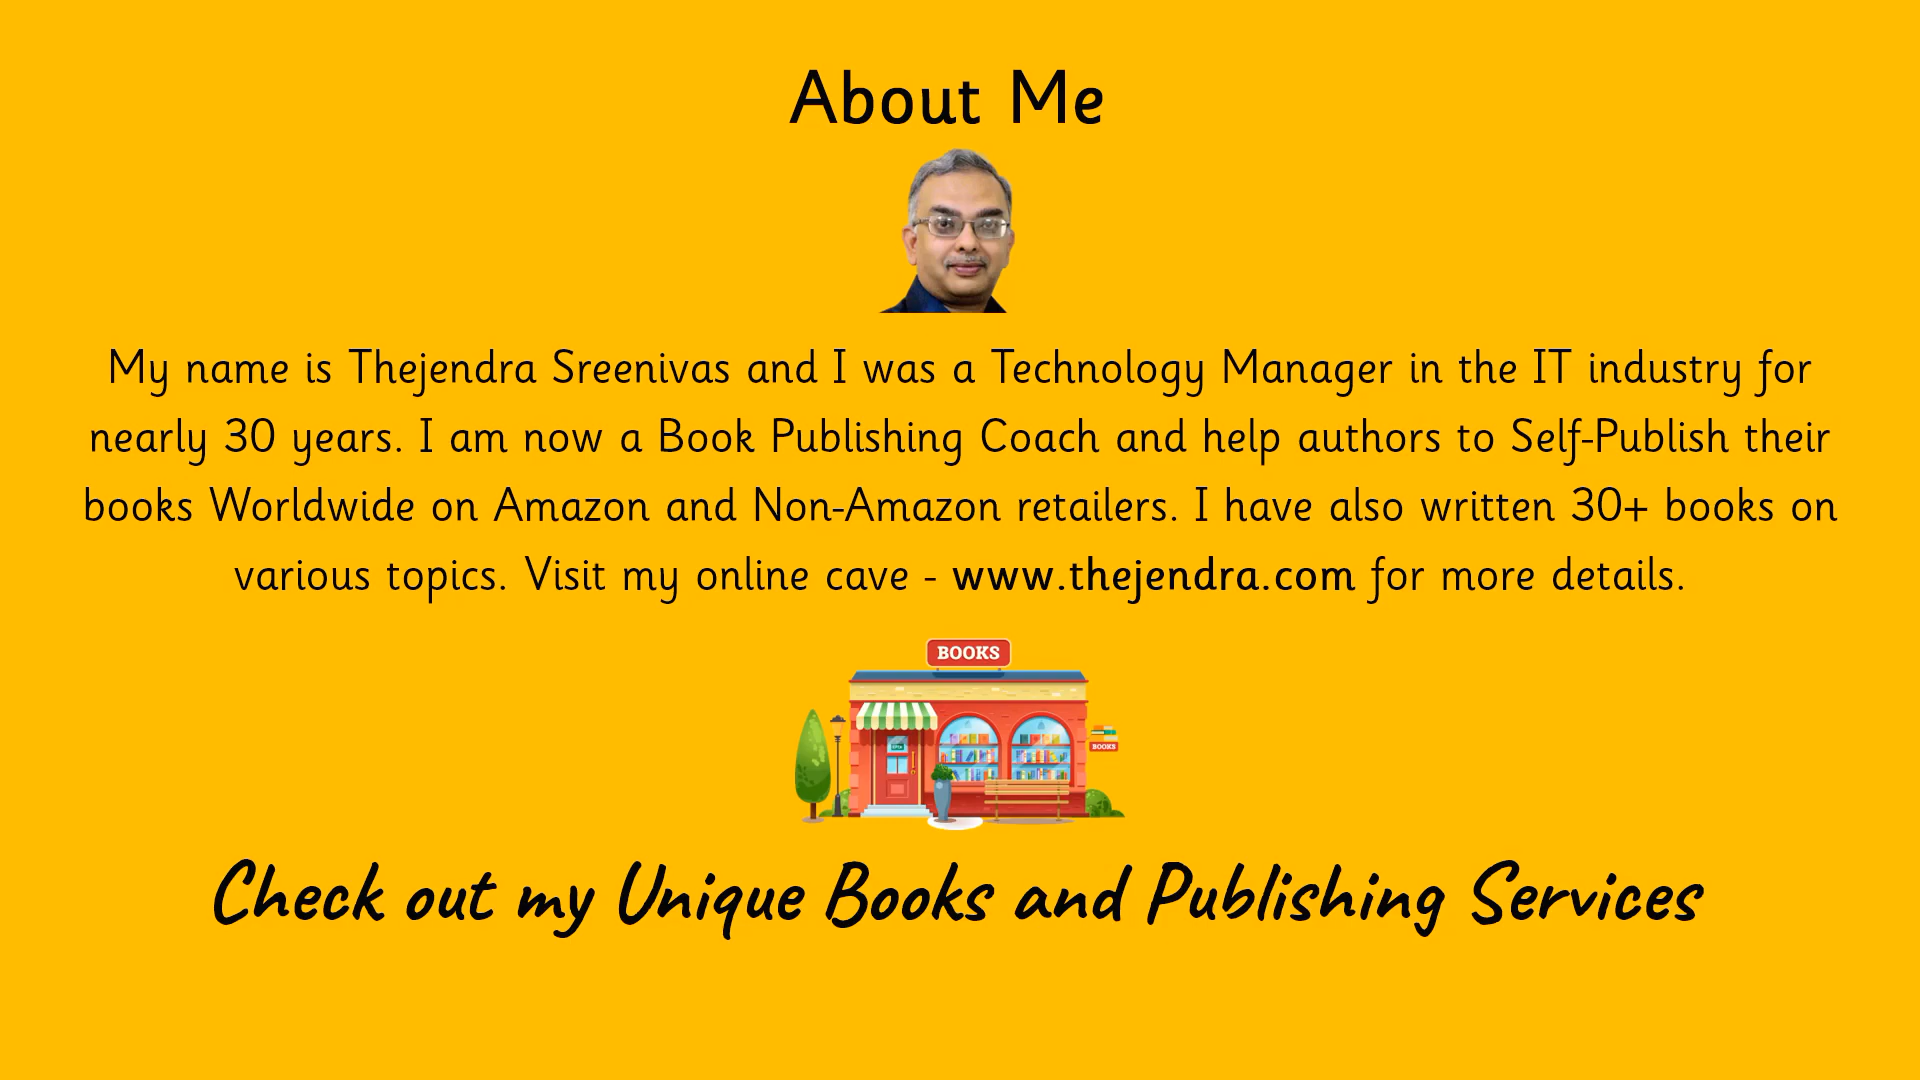 About Me
My name is Thejendra Sreenivas and I was a Technology Manager in the IT industry for
nearly 30 years. I am now a Book Publishing Coach and help authors to Self-Publish their
books Worldwide on Amazon and Non-Amazon retailers. I have also written 30+ books on
various topics. Visit my online cave - www.thejendra.com for more details.
BOOKS
OPEN
BOOKS
Check out my Unique Books and Publishing Services